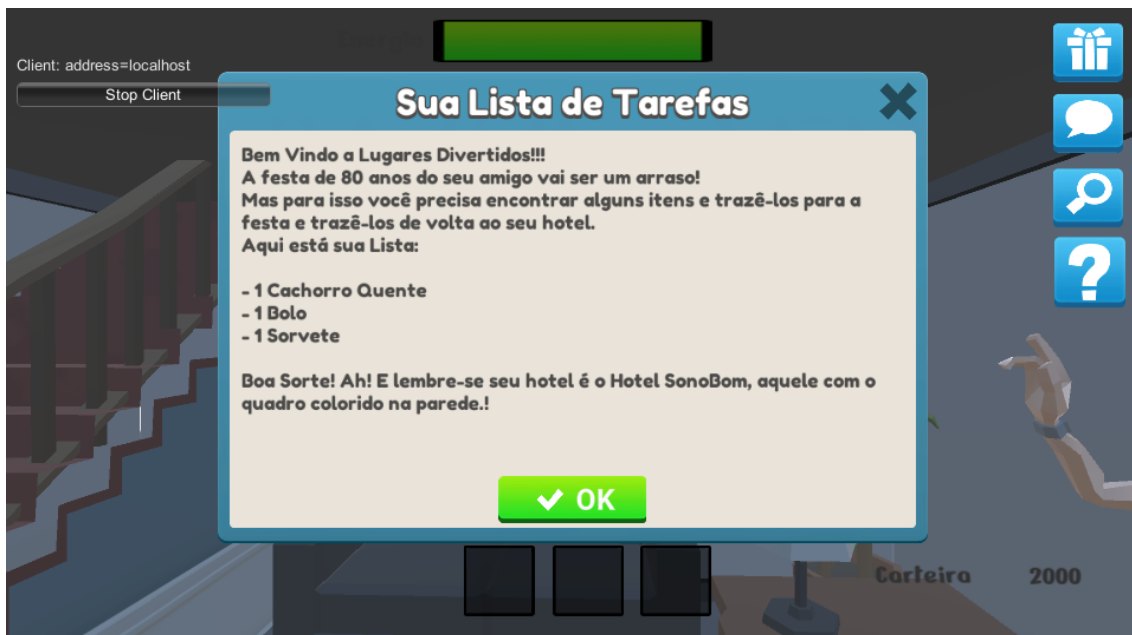 Energia
Client: address=localhost
Stop Client
Sua Lista de Tarefas
Bem Vindo a Lugares Divertidos!!!
A festa de 80 anos do seu amigo vai ser um arraso!
Mas para isso você precisa encontrar alguns itens e trazê-los para a
festa e trazê-los de volta ao seu hotel.
Aqui está sua Lista:
- 1 Cachorro Quente
- 1 Bolo
- 1 Sorvete
Boa Sorte! Ah! E lembre-se seu hotel é o Hotel SonoBom, aquele com o
quadro colorido na parede.!
OK
Carteira 2000